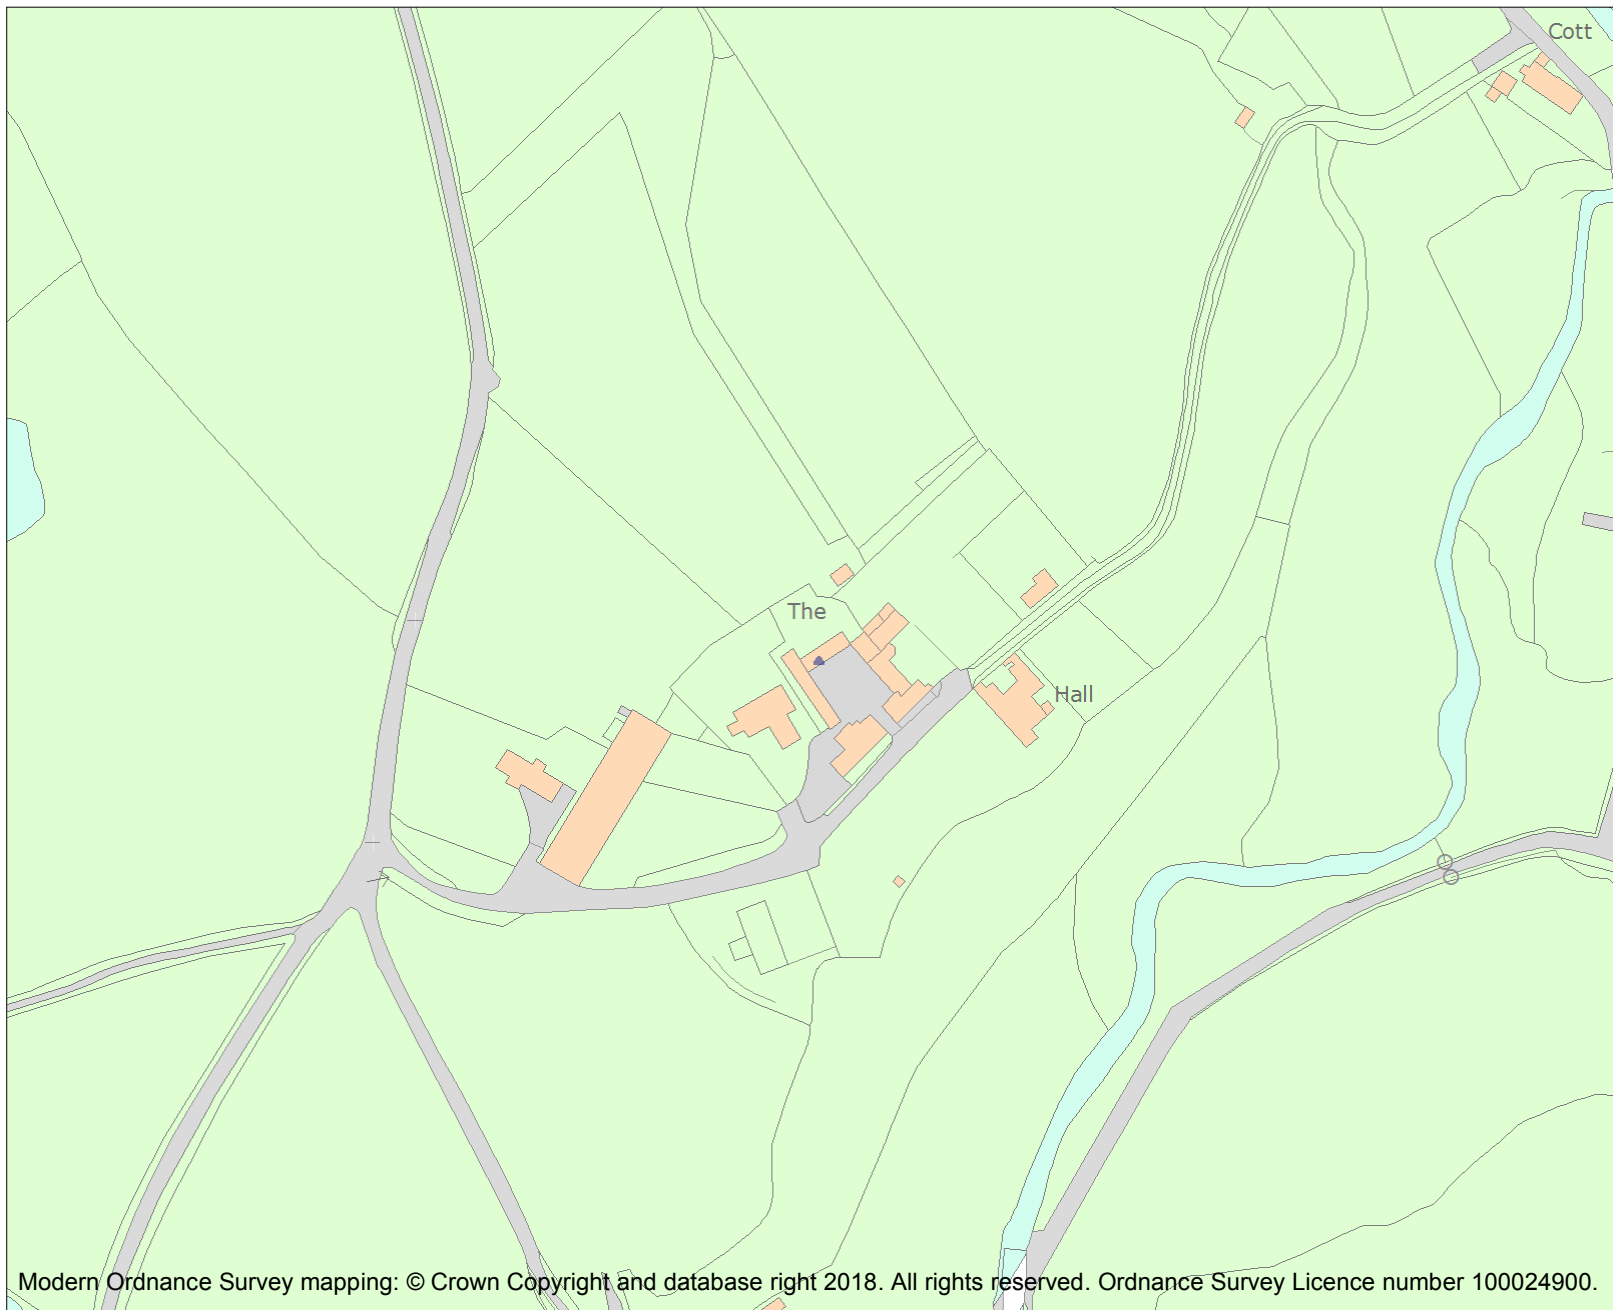 Cott
The
Hall
Modern Ordnance Survey mapping: © Crown Copyright and database right 2018. All rights reserved. Ordnance Survey Licence number 100024900.